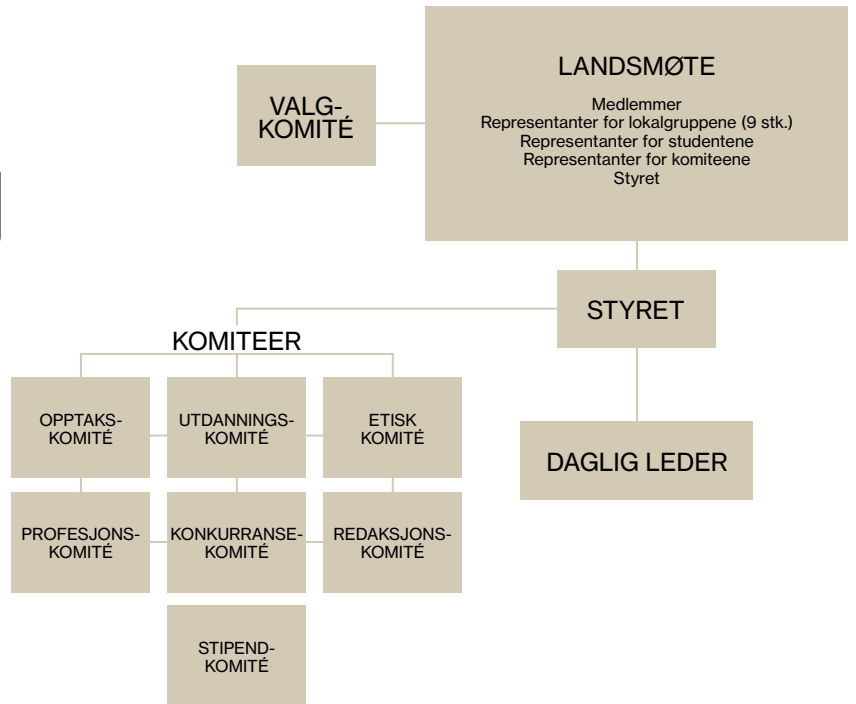 LANDSMØTE
Medlemmer
Representanter for lokalgruppene (9 stk.)
Representanter for studentene
Representanter for komiteene
Styret
VALG-
KOMITÉ
STYRET
KOMITEER
OPPTAKS-
KOMITÉ
UTDANNINGS-
KOMITÉ
ETISK
KOMITÉ
DAGLIG LEDER
PROFESJONS-
KOMITÉ
KONKURRANSE-
KOMITÉ
REDAKSJONS-
KOMITÉ
STIPEND-
KOMITÉ